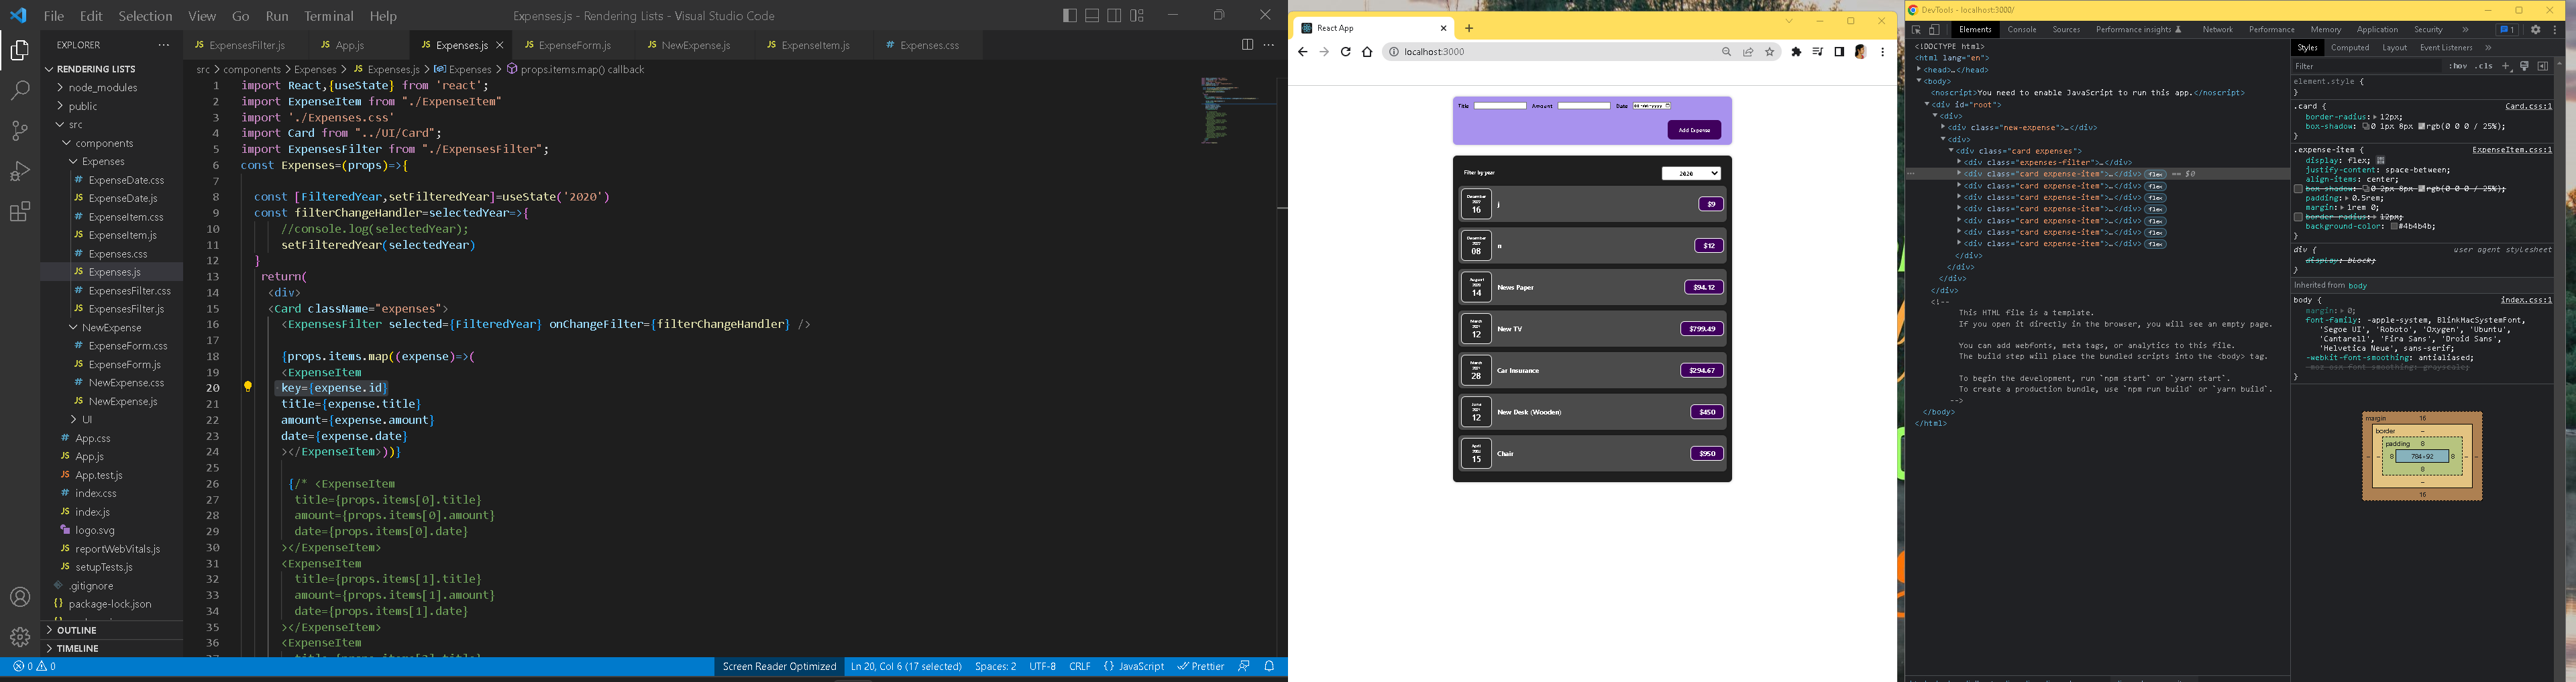 File Edit Selection View Go Run Terminal Help
Expenses.js - Rendering Lists - Visual Studio Code
EXPLORER
RENDERING LISTS
node_modules
public
src
components
Expenses
ExpenseDate.css
ExpenseDate.js
ExpenseItem.css
ExpenseItem.js
Expenses.css
Expenses.js
ExpensesFilter.css
ExpensesFilter.js
NewExpense
ExpenseForm.css
ExpenseForm.js
NewExpense.css
NewExpense.js
UI
App.css
App.js
App.test.js
index.css
index.js
logo.svg
reportWebVitals.js
setupTests.js
.gitignore
package-lock.json
OUTLINE
TIMELINE
ExpensesFilter.js App.js Expenses.js ExpenseForm.js NewExpense.js ExpenseItem.js Expenses.css
src > components > Expenses > Expenses.js > Expenses > props.items.map() callback
1 import React,{useState} from 'react';
2 import ExpenseItem from "./ExpenseItem"
3 import './Expenses.css'
4 import Card from "../UI/Card";
5 import ExpensesFilter from "./ExpensesFilter";
6 const Expenses=(props)=>{
7
8 const [FilteredYear,setFilteredYear]=useState('2020')
9 const filterChangeHandler=selectedYear=>{
10 //console.log(selectedYear);
11 setFilteredYear(selectedYear)
12 }
13 return(
14 <div>
15 <Card className="expenses">
16 <ExpensesFilter selected={FilteredYear} onChangeFilter={filterChangeHandler} />
17
18 {props.items.map((expense)=>(
19 <ExpenseItem
20 key={expense.id}
21 title={expense.title}
22 amount={expense.amount}
23 date={expense.date}
24 ></ExpenseItem>))}
25
26 {/* <ExpenseItem
27 title={props.items[0].title}
28 amount={props.items[0].amount}
29 date={props.items[0].date}
30 ></ExpenseItem>
31 <ExpenseItem
32 title={props.items[1].title}
33 amount={props.items[1].amount}
34 date={props.items[1].date}
35 ></ExpenseItem>
36 <ExpenseItem
0 0
Screen Reader Optimized Ln 20, Col 6 (17 selected) Spaces: 2 UTF-8 CRLF {} JavaScript Prettier
React App
localhost:3000
Title Amount Date
Add Expense
Filter by year 2020
December 2022 16 j $9
December 2022 08 n $12
August 2020 14 News Paper $94.12
March 2021 12 New TV $799.49
March 2021 28 Car Insurance $294.67
June 2021 12 New Desk (Wooden) $450
April 15 Chair $950
DevTools - localhost:3000/
Elements Console Sources Performance insights Network Performance Memory Application Security 1
<!DOCTYPE html>
<html lang="en">
<head>…</head>
<body>
<noscript>You need to enable JavaScript to run this app.</noscript>
<div id="root">
<div>
<div class="new-expense">…</div>
<div>
<div class="card expenses">
<div class="expenses-filter">…</div>
<div class="card expense-item">…</div> flex == $0
<div class="card expense-item">…</div> flex
<div class="card expense-item">…</div> flex
<div class="card expense-item">…</div> flex
<div class="card expense-item">…</div> flex
<div class="card expense-item">…</div> flex
<div class="card expense-item">…</div> flex
</div>
</div>
</div>
</div>
<!--
This HTML file is a template.
If you open it directly in the browser, you will see an empty page.
You can add webfonts, meta tags, or analytics to this file.
The build step will place the bundled scripts into the <body> tag.
To begin the development, run `npm start` or `yarn start`.
To create a production bundle, use `npm run build` or `yarn build`.
-->
</body>
</html>
Styles Computed Layout Event Listeners
Filter :hov .cls
element.style {
}
.card { Card.css:1
border-radius: 12px;
box-shadow: 0 1px 8px rgb(0 0 0 / 25%);
}
.expense-item { ExpenseItem.css:1
display: flex;
justify-content: space-between;
align-items: center;
box-shadow: 0 2px 8px rgb(0 0 0 / 25%);
padding: 0.5rem;
margin: 1rem 0;
border-radius: 12px;
background-color: #4b4b4b;
}
div { user agent stylesheet
display: block;
}
Inherited from body
body { index.css:1
margin: 0;
font-family: -apple-system, BlinkMacSystemFont,
'Segoe UI', 'Roboto', 'Oxygen', 'Ubuntu',
'Cantarell', 'Fira Sans', 'Droid Sans',
'Helvetica Neue', sans-serif;
-webkit-font-smoothing: antialiased;
-moz-osx-font-smoothing: grayscale;
}
margin 16
border -
padding 8
- - 8 784×92 8 - -
8
-
16